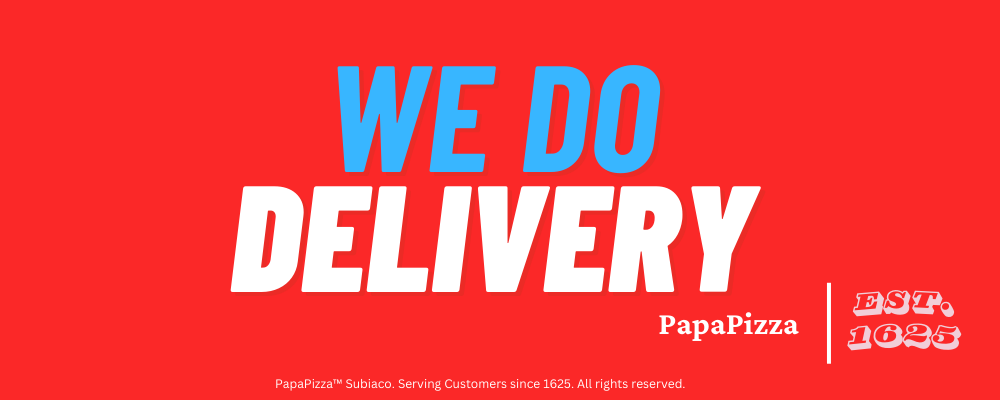 WE DO
DELIVERY
PapaPizza
EST.
1625
PapaPizza™ Subiaco. Serving Customers since 1625. All rights reserved.